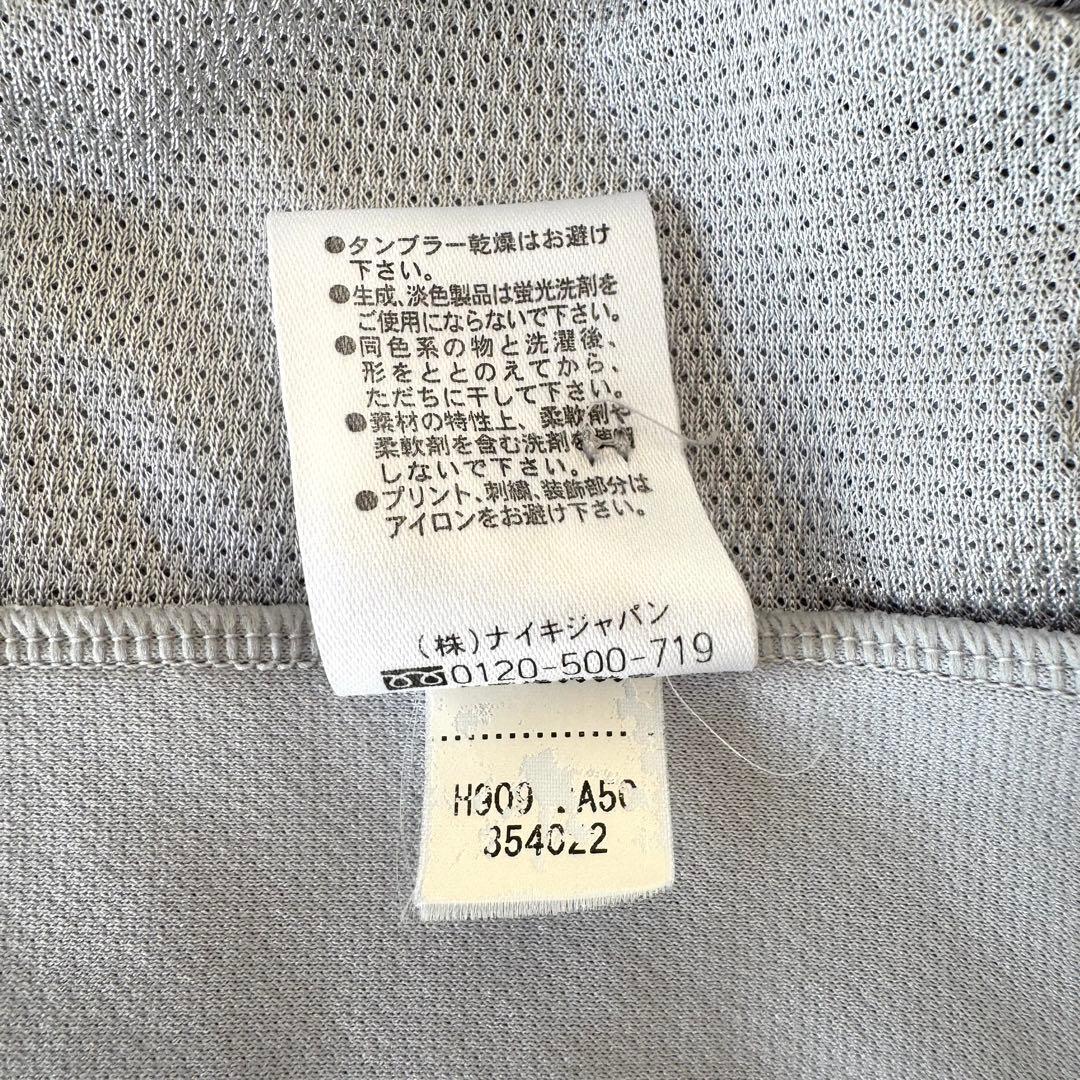 ●タンブラー乾燥はお避け
下さい。
●生成、淡色製品は蛍光洗剤を
ご使用にならないで下さい。
●同色系の物と洗濯後、
形をととのえてから、
ただちに干して下さい。
●素材の特性上、柔軟剤や
柔軟剤を含む洗剤を
しないで下さい。
●プリント、刺繍、装飾部分は
アイロンをお避け下さい。
(株)ナイキジャパン
0120-500-719
H909